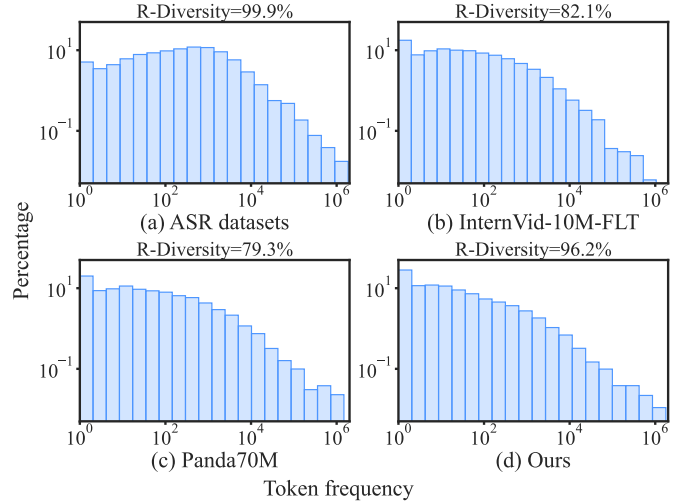 R-Diversity=99.9%
R-Diversity=82.1%
10^1
10^-1
10^0
10^2
10^4
10^6
(a) ASR datasets
10^1
10^-1
10^0
10^2
10^4
10^6
(b) InternVid-10M-FLT
Percentage
R-Diversity=79.3%
R-Diversity=96.2%
10^1
10^-1
10^0
10^2
10^4
10^6
(c) Panda70M
10^1
10^-1
10^0
10^2
10^4
10^6
(d) Ours
Token frequency